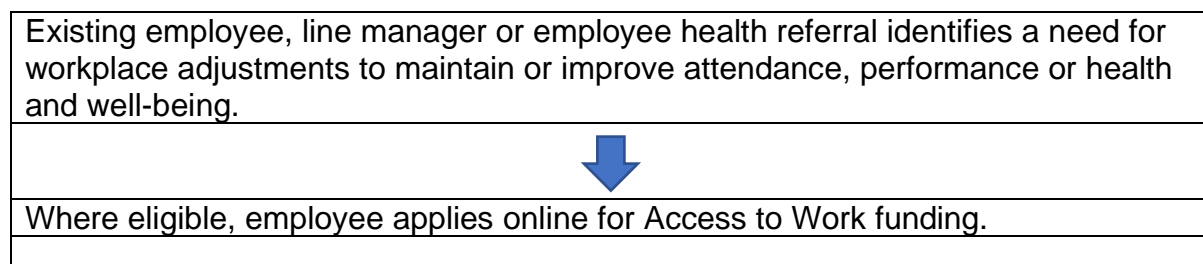 Existing employee, line manager or employee health referral identifies a need for
workplace adjustments to maintain or improve attendance, performance or health
and well-being.
Where eligible, employee applies online for Access to Work funding.